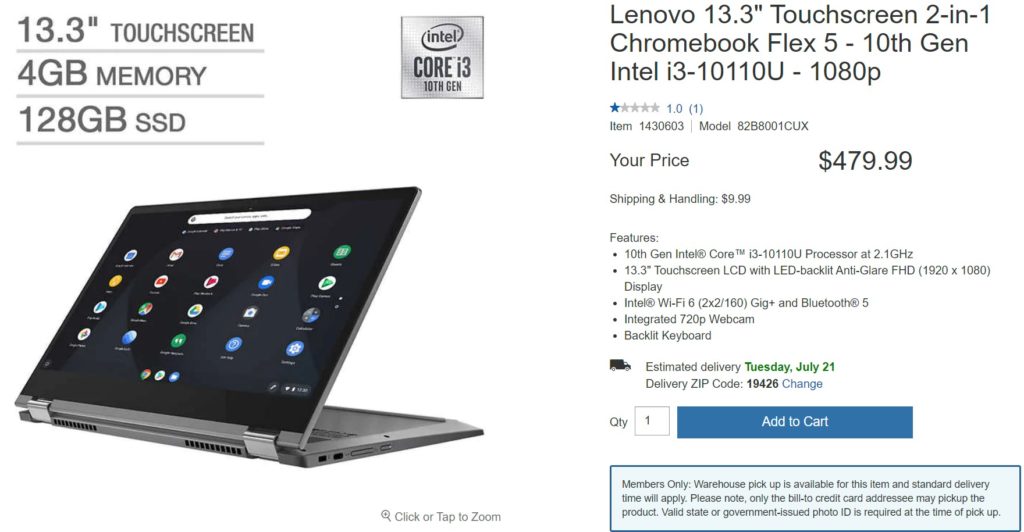 13.3" TOUCHSCREEN
4GB MEMORY
128GB SSD
intel®
CORE i3
10TH GEN
Click or Tap to Zoom
Lenovo 13.3" Touchscreen 2-in-1
Chromebook Flex 5 - 10th Gen
Intel i3-10110U - 1080p
1.0 (1)
Item 1430603 | Model 82B8001CUX
Your Price $479.99
Shipping & Handling: $9.99
Features:
• 10th Gen Intel® Core™ i3-10110U Processor at 2.1GHz
• 13.3" Touchscreen LCD with LED-backlit Anti-Glare FHD (1920 x 1080)
Display
• Intel® Wi-Fi 6 (2x2/160) Gig+ and Bluetooth® 5
• Integrated 720p Webcam
• Backlit Keyboard
Estimated delivery Tuesday, July 21
Delivery ZIP Code: 19426 Change
Qty 1 Add to Cart
Members Only: Warehouse pick up is available for this item and standard delivery
time will apply. Please note, only the bill-to credit card addressee may pickup the
product. Valid state or government-issued photo ID is required at the time of pick up.